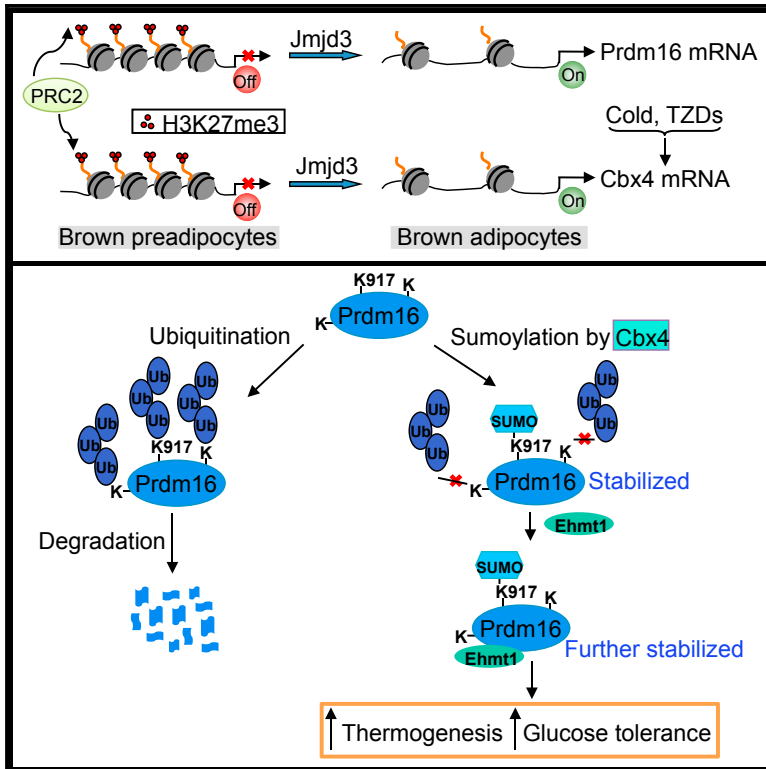 Jmjd3
Prdm16 mRNA
Off
On
PRC2
H3K27me3
Cold, TZDs
Jmjd3
Cbx4 mRNA
Off
On
Brown preadipocytes
Brown adipocytes
K917 K
K Prdm16
Ubiquitination
Sumoylation by Cbx4
Ub Ub Ub
Ub Ub Ub
Ub Ub Ub
K917 K
K Prdm16
Degradation
Ub Ub Ub
Ub Ub Ub
SUMO
K917 K
K Prdm16
Stabilized
Ehmt1
SUMO
K917 K
K Prdm16
Ehmt1
Further stabilized
Thermogenesis Glucose tolerance